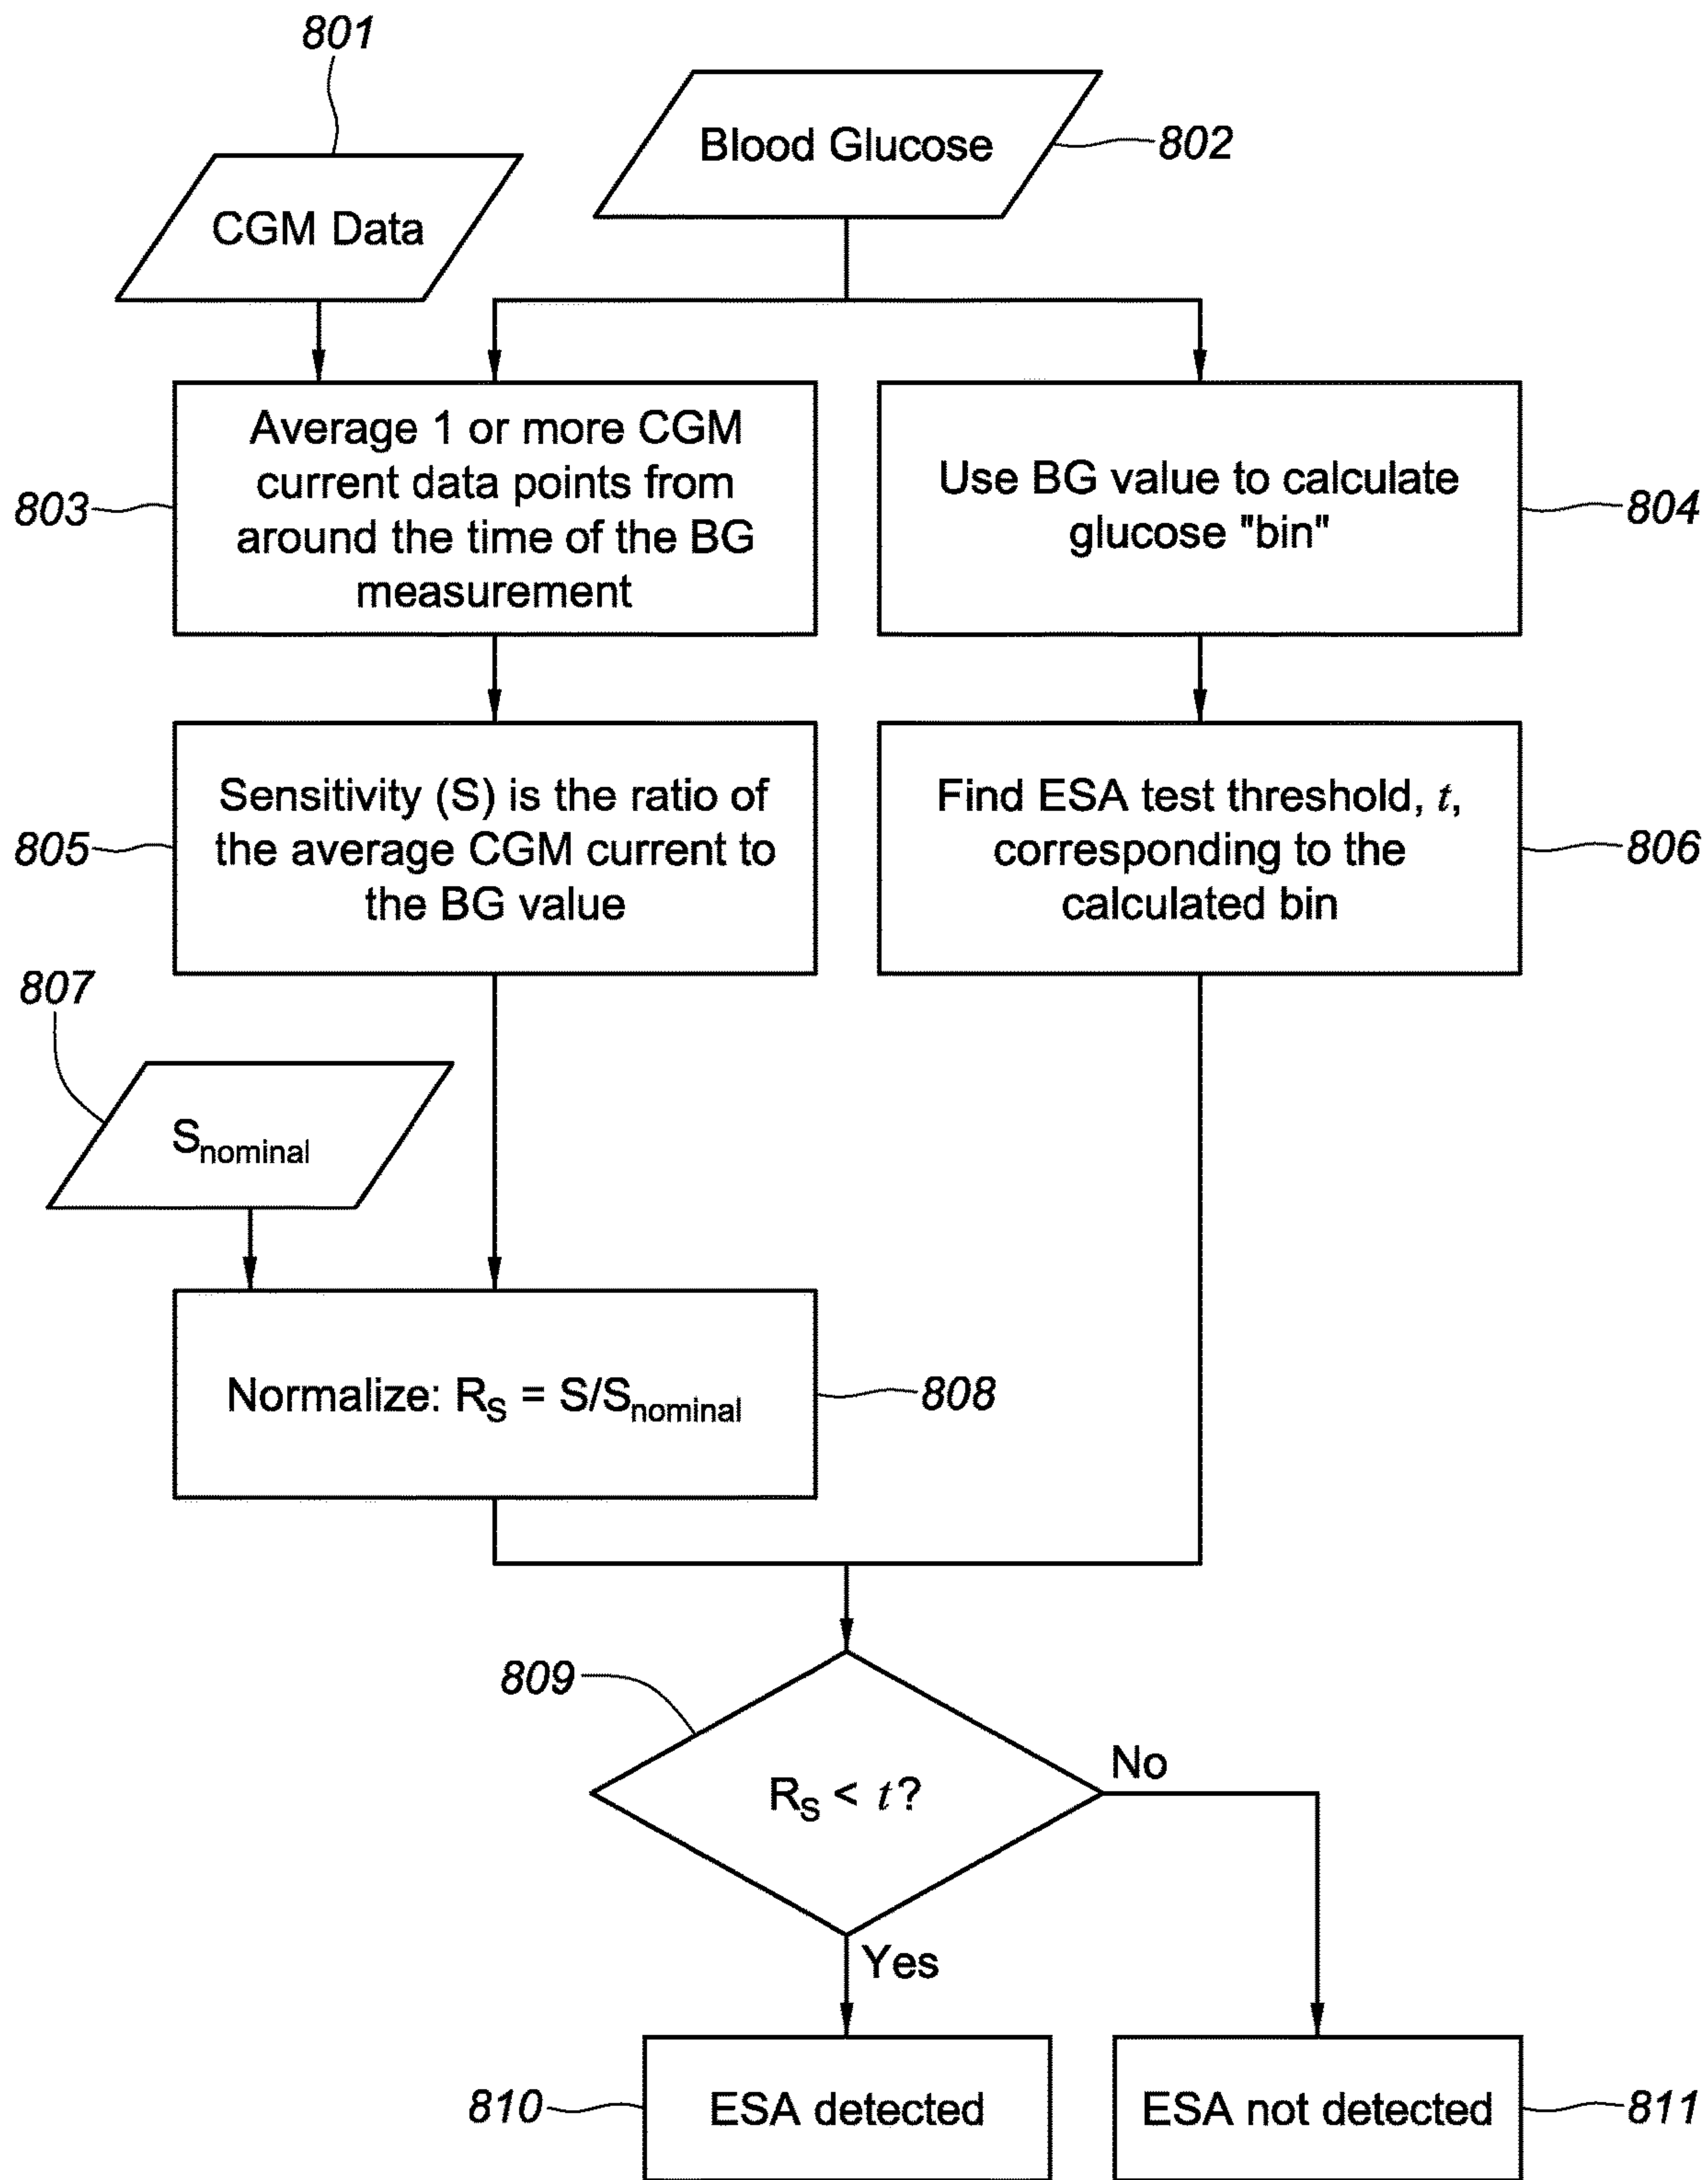 801
Blood Glucose
802
CGM Data
Average 1 or more CGM
current data points from
around the time of the BG
measurement
803
Use BG value to calculate
glucose "bin"
804
Sensitivity (S) is the ratio of
the average CGM current to
the BG value
805
Find ESA test threshold, t,
corresponding to the
calculated bin
806
807
Snominal
Normalize: RS = S/Snominal
808
809
RS < t?
No
Yes
810
ESA detected
ESA not detected
811